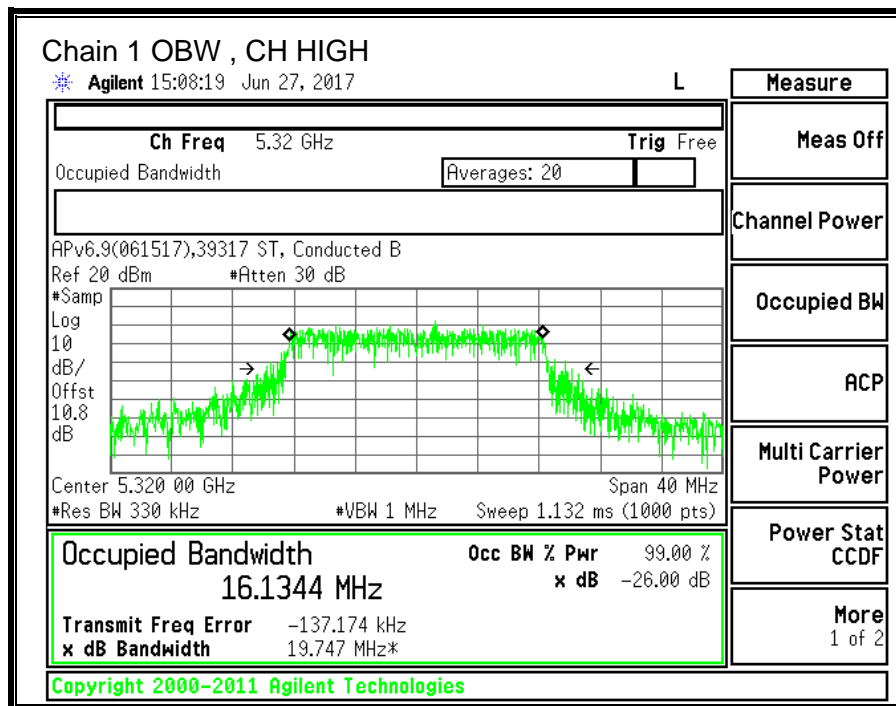 Chain 1 OBW , CH HIGH
Agilent 15:08:19 Jun 27, 2017 L
Measure
Ch Freq 5.32 GHz Trig Free
Occupied Bandwidth Averages: 20
APv6.9(061517),39317 ST, Conducted B
Ref 20 dBm #Atten 30 dB
#Samp
Log
10
dB/
Offst
10.8
dB
Center 5.320 00 GHz Span 40 MHz
#Res BW 330 kHz #VBW 1 MHz Sweep 1.132 ms (1000 pts)
Occupied Bandwidth Occ BW % Pwr 99.00 %
16.1344 MHz x dB -26.00 dB
Transmit Freq Error -137.174 kHz
x dB Bandwidth 19.747 MHz*
Copyright 2000-2011 Agilent Technologies
Meas Off
Channel Power
Occupied BW
ACP
Multi Carrier
Power
Power Stat
CCDF
More
1 of 2